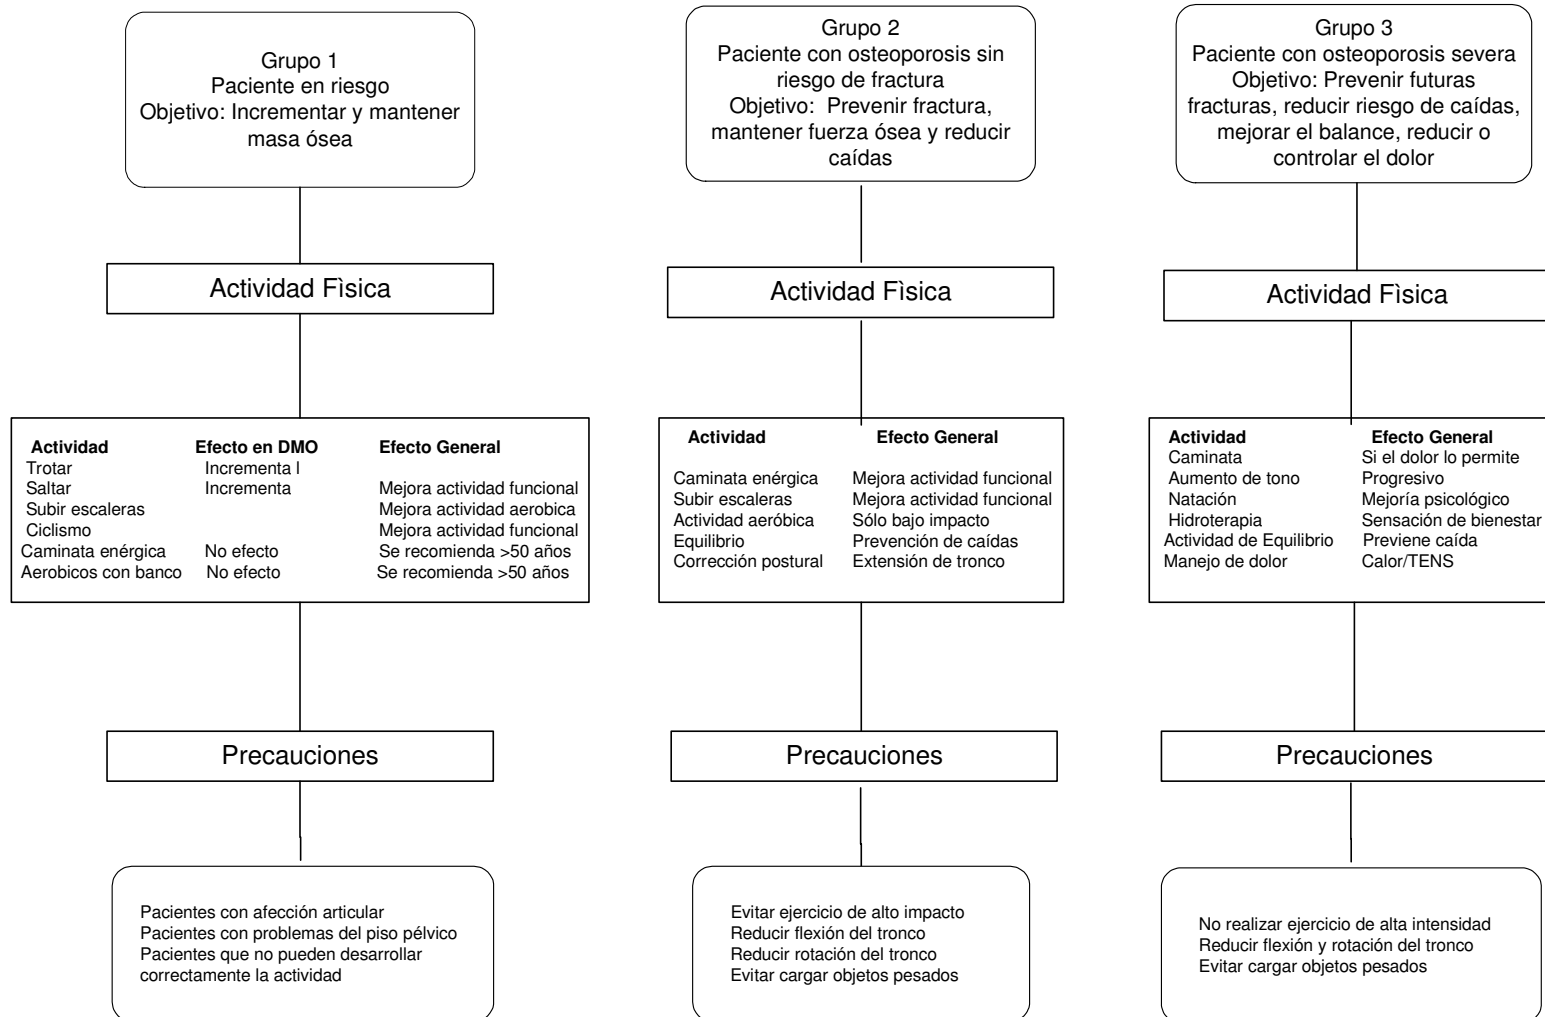 Grupo 1
Paciente en riesgo
Objetivo: Incrementar y mantener
masa ósea
Actividad Fìsica
Actividad Efecto en DMO Efecto General
Trotar Incrementa l
Saltar Incrementa Mejora actividad funcional
Subir escaleras Mejora actividad aerobica
Ciclismo Mejora actividad funcional
Caminata enérgica No efecto Se recomienda >50 años
Aerobicos con banco No efecto Se recomienda >50 años
Precauciones
Pacientes con afección articular
Pacientes con problemas del piso pélvico
Pacientes que no pueden desarrollar
correctamente la actividad
Grupo 2
Paciente con osteoporosis sin
riesgo de fractura
Objetivo: Prevenir fractura,
mantener fuerza ósea y reducir
caídas
Actividad Fìsica
Actividad Efecto General
Caminata enérgica Mejora actividad funcional
Subir escaleras Mejora actividad funcional
Actividad aeróbica Sólo bajo impacto
Equilibrio Prevención de caídas
Corrección postural Extensión de tronco
Precauciones
Evitar ejercicio de alto impacto
Reducir flexión del tronco
Reducir rotación del tronco
Evitar cargar objetos pesados
Grupo 3
Paciente con osteoporosis severa
Objetivo: Prevenir futuras
fracturas, reducir riesgo de caídas,
mejorar el balance, reducir o
controlar el dolor
Actividad Fìsica
Actividad Efecto General
Caminata Si el dolor lo permite
Aumento de tono Progresivo
Natación Mejoría psicológico
Hidroterapia Sensación de bienestar
Actividad de Equilibrio Previene caída
Manejo de dolor Calor/TENS
Precauciones
No realizar ejercicio de alta intensidad
Reducir flexión y rotación del tronco
Evitar cargar objetos pesados